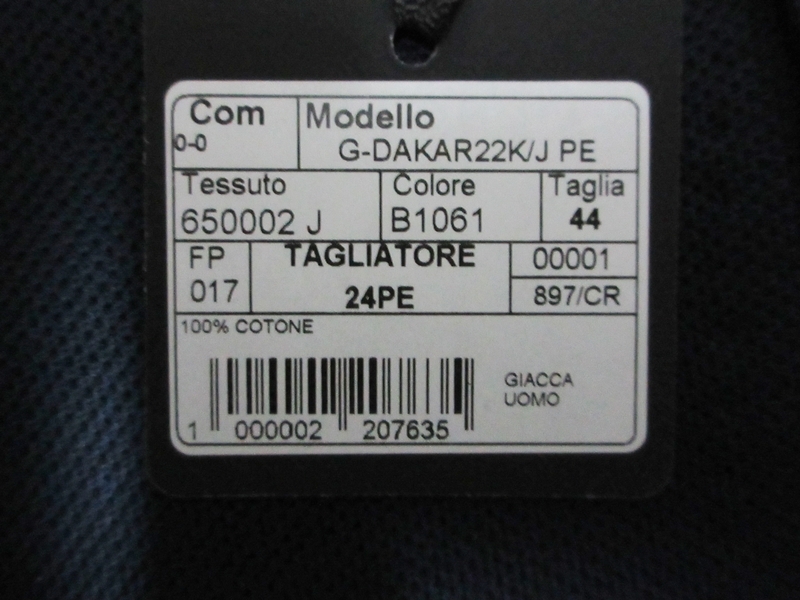 Com Modello
0-0 G-DAKAR22K/J PE
Tessuto Colore Taglia
650002 J B1061 44
FP TAGLIATORE 00001
017 24PE 897/CR
100% COTONE
GIACCA
UOMO
1 000002 207635